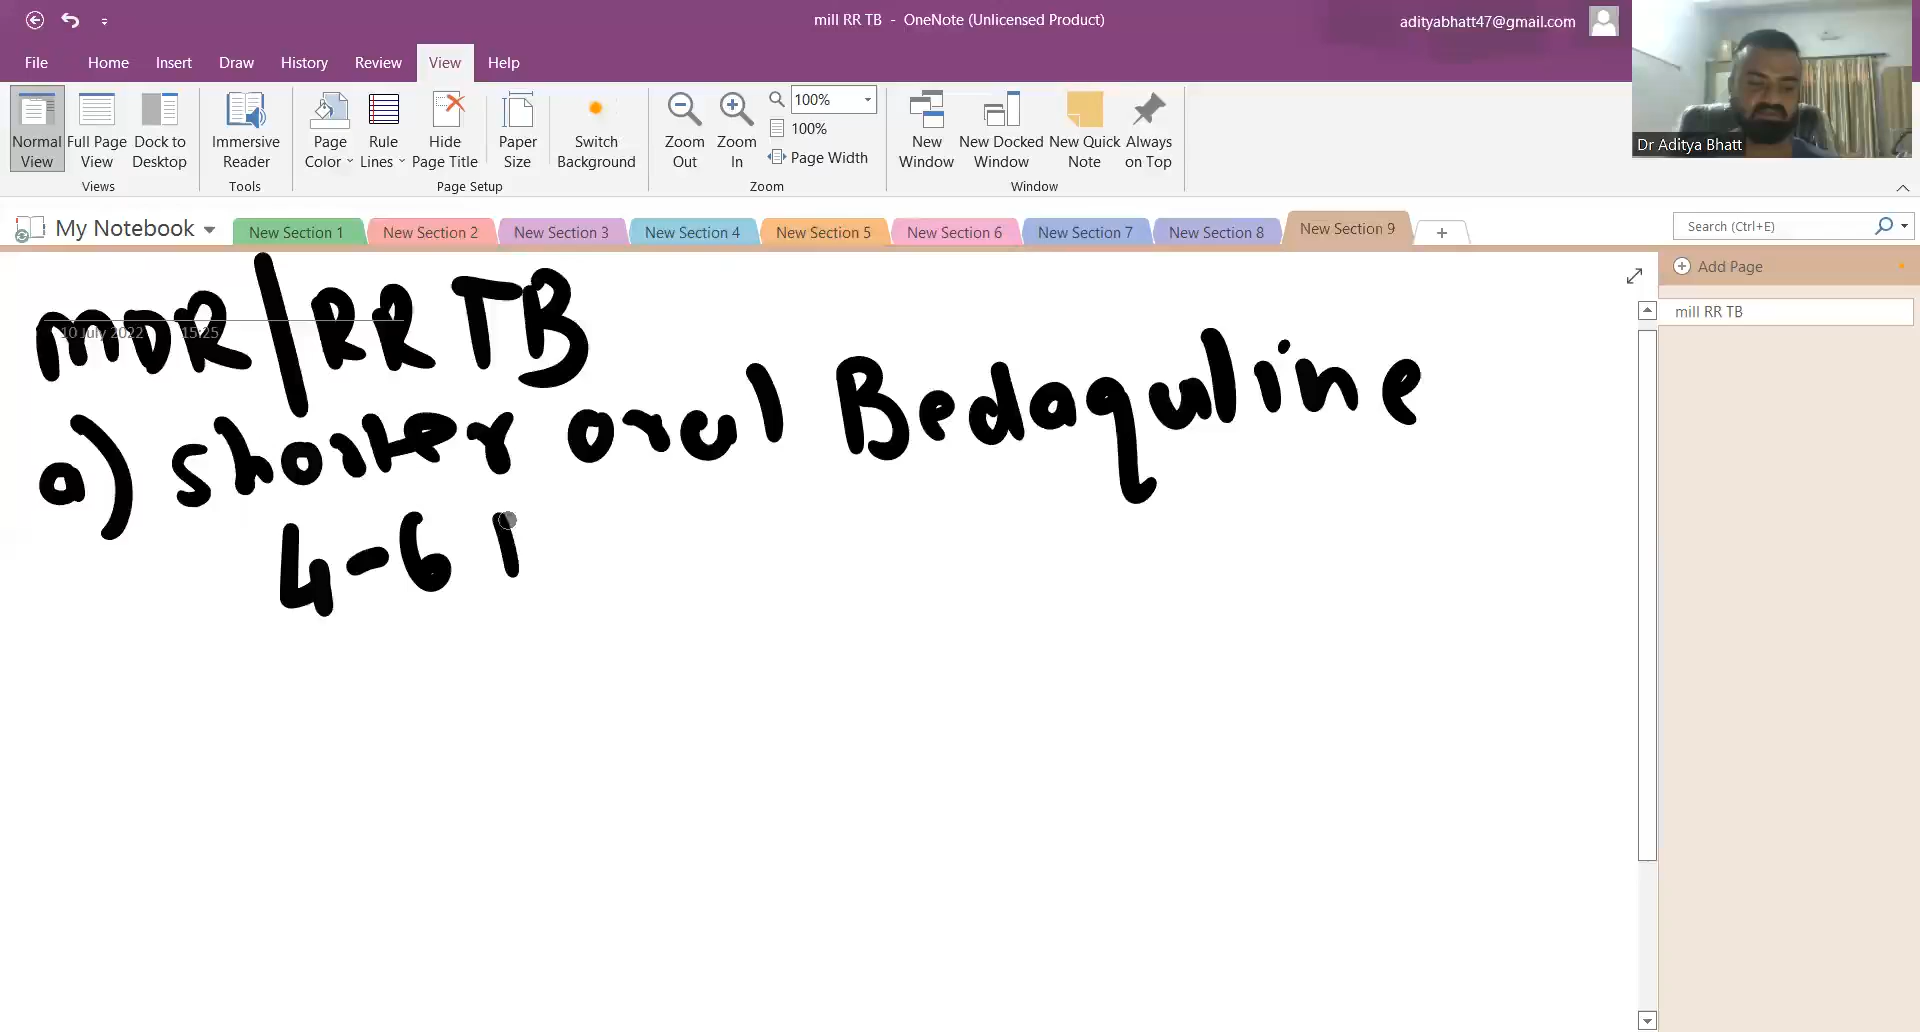 mill RR TB - OneNote (Unlicensed Product)
adityabhatt47@gmail.com
File Home Insert Draw History Review View Help
Normal View
Full Page View
Dock to Desktop
Immersive Reader
Page Color
Rule Lines
Hide Page Title
Paper Size
Switch Background
Zoom Out
Zoom In
100%
100%
Page Width
New Window
New Docked Window
New Quick Note
Always on Top
Views Tools Page Setup Zoom Window
Dr Aditya Bhatt
My Notebook
New Section 1 New Section 2 New Section 3 New Section 4 New Section 5 New Section 6 New Section 7 New Section 8 New Section 9 +
Search (Ctrl+E)
Add Page
mill RR TB
10 July 2022 15:25
MDR/RR TB
a) shorter oral Bedaquline
4-6